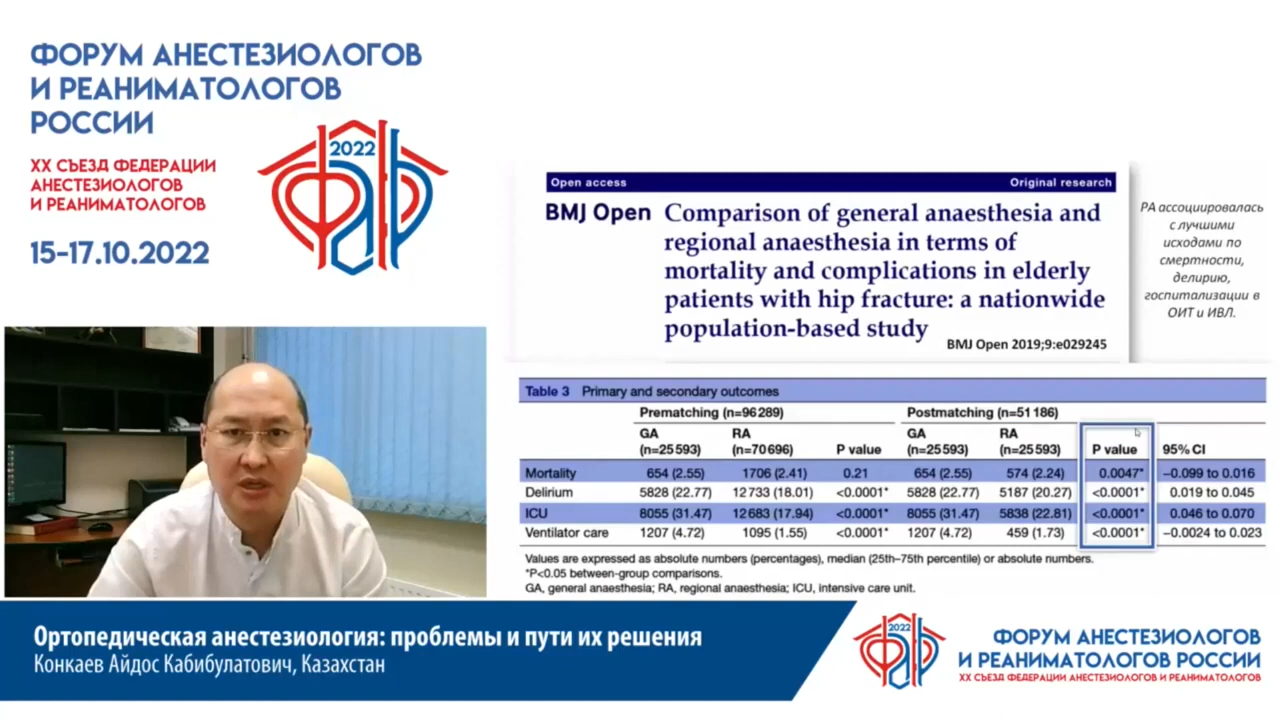 ФОРУМ АНЕСТЕЗИОЛОГОВ
И РЕАНИМАТОЛОГОВ
РОССИИ
XX СЪЕЗД ФЕДЕРАЦИИ
АНЕСТЕЗИОЛОГОВ
И РЕАНИМАТОЛОГОВ
15-17.10.2022
2022
ФАР
Open access Original research
BMJ Open Comparison of general anaesthesia and
regional anaesthesia in terms of
mortality and complications in elderly
patients with hip fracture: a nationwide
population-based study
BMJ Open 2019;9:e029245
РА ассоциировалась
с лучшими
исходами по
смертности,
делирию,
госпитализации в
ОИТ и ИВЛ.
Table 3 Primary and secondary outcomes
Prematching (n=96289) Postmatching (n=51186)
GA RA GA RA
(n=25593) (n=70696) P value (n=25593) (n=25593) P value 95% CI
Mortality 654 (2.55) 1706 (2.41) 0.21 654 (2.55) 574 (2.24) 0.0047* −0.099 to 0.016
Delirium 5828 (22.77) 12733 (18.01) <0.0001* 5828 (22.77) 5187 (20.27) <0.0001* 0.019 to 0.045
ICU 8055 (31.47) 12683 (17.94) <0.0001* 8055 (31.47) 5838 (22.81) <0.0001* 0.046 to 0.070
Ventilator care 1207 (4.72) 1095 (1.55) <0.0001* 1207 (4.72) 459 (1.73) <0.0001* −0.0024 to 0.023
Values are expressed as absolute numbers (percentages), median (25th–75th percentile) or absolute numbers.
*P<0.05 between-group comparisons.
GA, general anaesthesia; RA, regional anaesthesia; ICU, intensive care unit.
Ортопедическая анестезиология: проблемы и пути их решения
Конкаев Айдос Кабибулатович, Казахстан
2022
ФАР
ФОРУМ АНЕСТЕЗИОЛОГОВ
И РЕАНИМАТОЛОГОВ РОССИИ
XX СЪЕЗД ФЕДЕРАЦИИ АНЕСТЕЗИОЛОГОВ И РЕАНИМАТОЛОГОВ